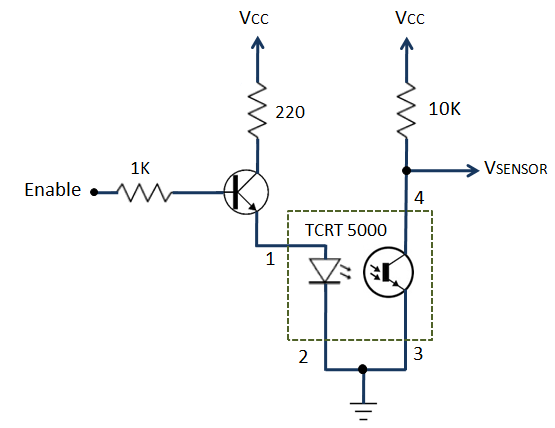 Vcc
Vcc
220
10K
1K
Enable
VSENSOR
4
TCRT 5000
1
2
3